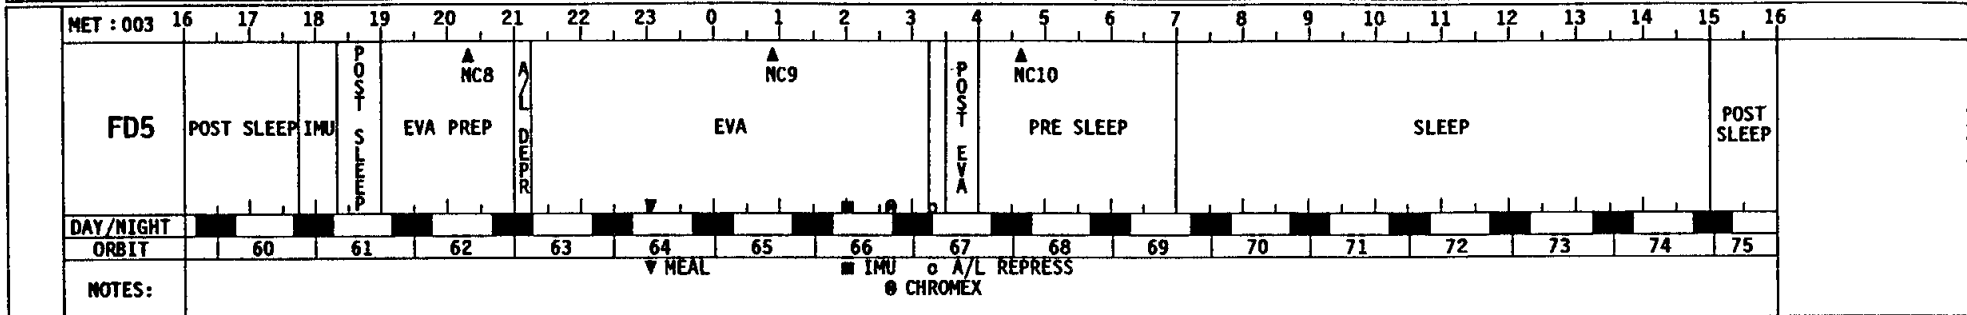 MET : 003 16 17 18 19 20 21 22 23 0 1 2 3 4 5 6 7 8 9 10 11 12 13 14 15 16
NC8 NC9 NC10
FD5 POST SLEEP IMU POST SLEEP EVA PREP A/L DEPR EVA POST EVA PRE SLEEP SLEEP POST SLEEP
DAY/NIGHT
ORBIT 60 61 62 63 64 65 66 67 68 69 70 71 72 73 74 75
▼ MEAL ■ IMU o A/L REPRESS
NOTES: ⊕ CHROMEX